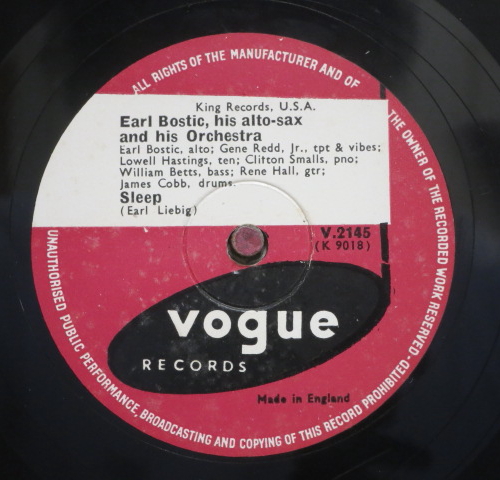 ALL RIGHTS OF THE MANUFACTURER AND OF THE OWNER OF THE RECORDED WORK RESERVED - UNAUTHORISED PUBLIC PERFORMANCE, BROADCASTING AND COPYING OF THIS RECORD PROHIBITED -
King Records, U.S.A.
Earl Bostic, his alto-sax
and his Orchestra
Earl Bostic, alto; Gene Redd, Jr., tpt & vibes;
Lowell Hastings, ten; Clifton Smalls, pno;
William Betts, bass; Rene Hall, gtr;
James Cobb, drums.
Sleep
(Earl Liebig)
V.2145
(K 9018)
vogue
RECORDS
Made in England